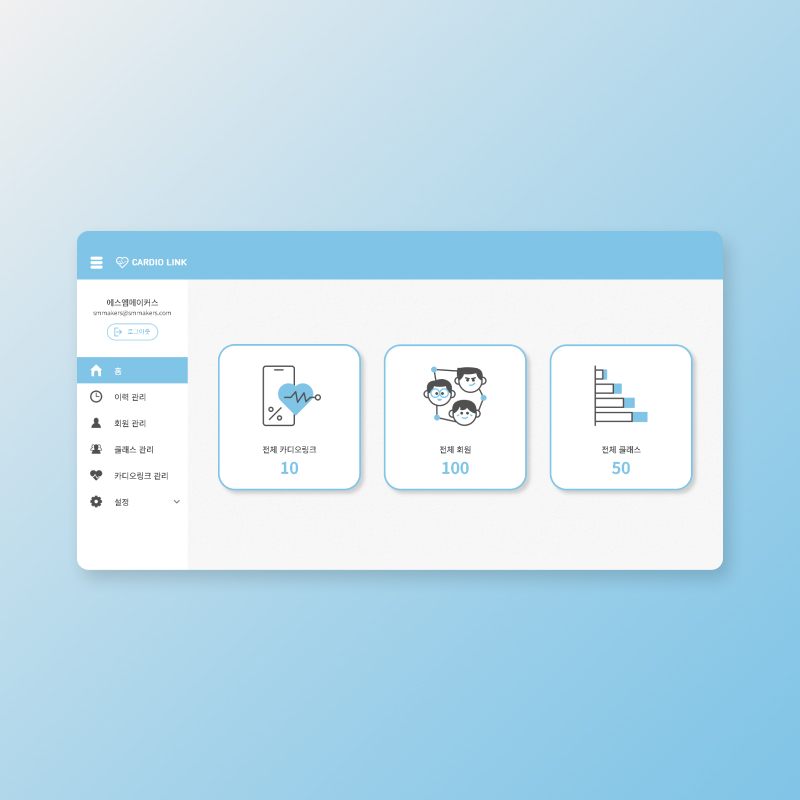 CARDIO LINK
에스엠메이커스
smmakers@smmakers.com
로그아웃
홈
이력 관리
회원 관리
클래스 관리
카디오링크 관리
설정
전체 카디오링크
10
전체 회원
100
전체 클래스
50